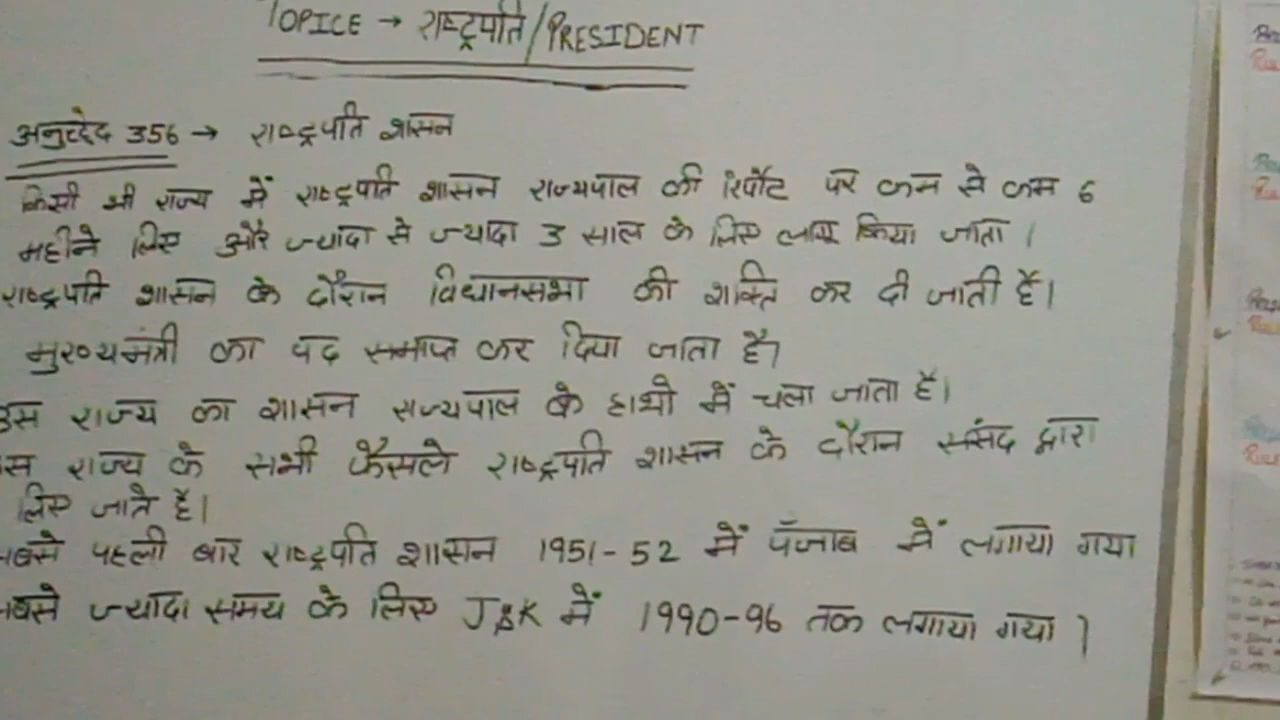 TOPICE → राष्ट्रपति/PRESIDENT
अनुच्छेद 356 → राष्ट्रपति शासन
किसी भी राज्य में राष्ट्रपति शासन राज्यपाल की रिर्पोट पर कम से कम 6
महीने लिए और ज्यादा से ज्यादा 3 साल के लिए लागू किया जाता ।
राष्ट्रपति शासन के दौरान विधानसभा की शक्ति कर दी जाती हैं।
मुख्यमंत्री का पद समाप्त कर दिया जाता है।
उस राज्य का शासन राज्यपाल के हाथो में चला जाता है।
स राज्य के सभी फैसले राष्ट्रपति शासन के दौरान संसद द्वारा
लिए जाते है।
सबसे पहली बार राष्ट्रपति शासन 1951-52 में पंजाब में लगाया गया
सबसे ज्यादा समय के लिए J&K में 1990-96 तक लगाया गया ।